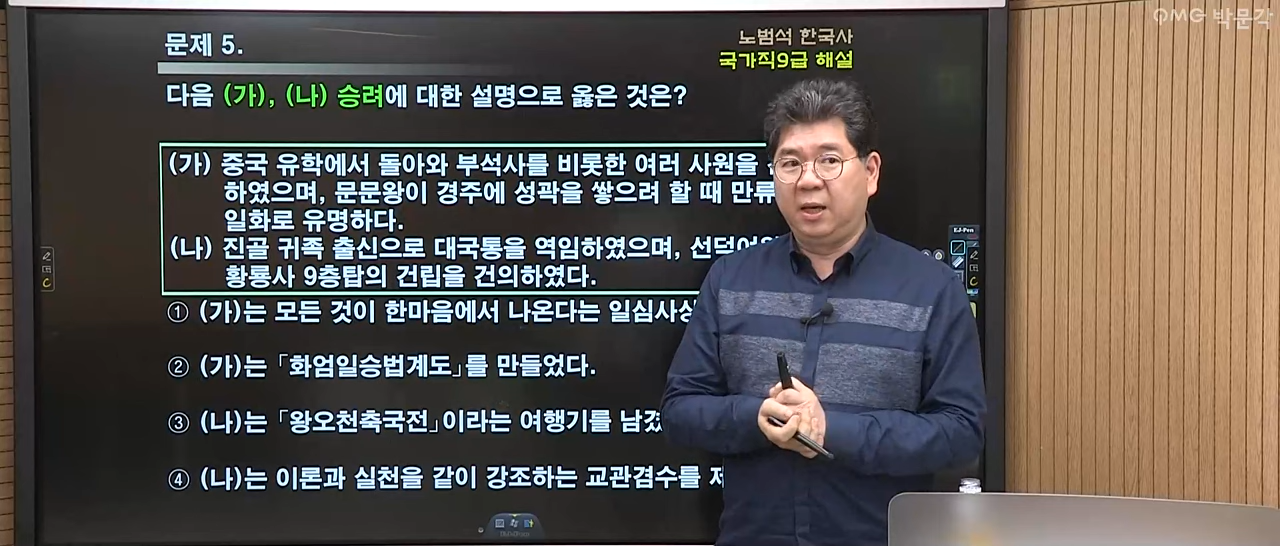 QMG 박문각
문제 5.
노범석 한국사
국가직9급 해설
다음 (가), (나) 승려에 대한 설명으로 옳은 것은?
(가) 중국 유학에서 돌아와 부석사를 비롯한 여러 사원을
하였으며, 문문왕이 경주에 성곽을 쌓으려 할 때 만류
일화로 유명하다.
(나) 진골 귀족 출신으로 대국통을 역임하였으며, 선덕여
황룡사 9층탑의 건립을 건의하였다.
① (가)는 모든 것이 한마음에서 나온다는 일심사상
② (가)는 「화엄일승법계도」를 만들었다.
③ (나)는 「왕오천축국전」이라는 여행기를 남겼
④ (나)는 이론과 실천을 같이 강조하는 교관겸수를
EJ-Pen